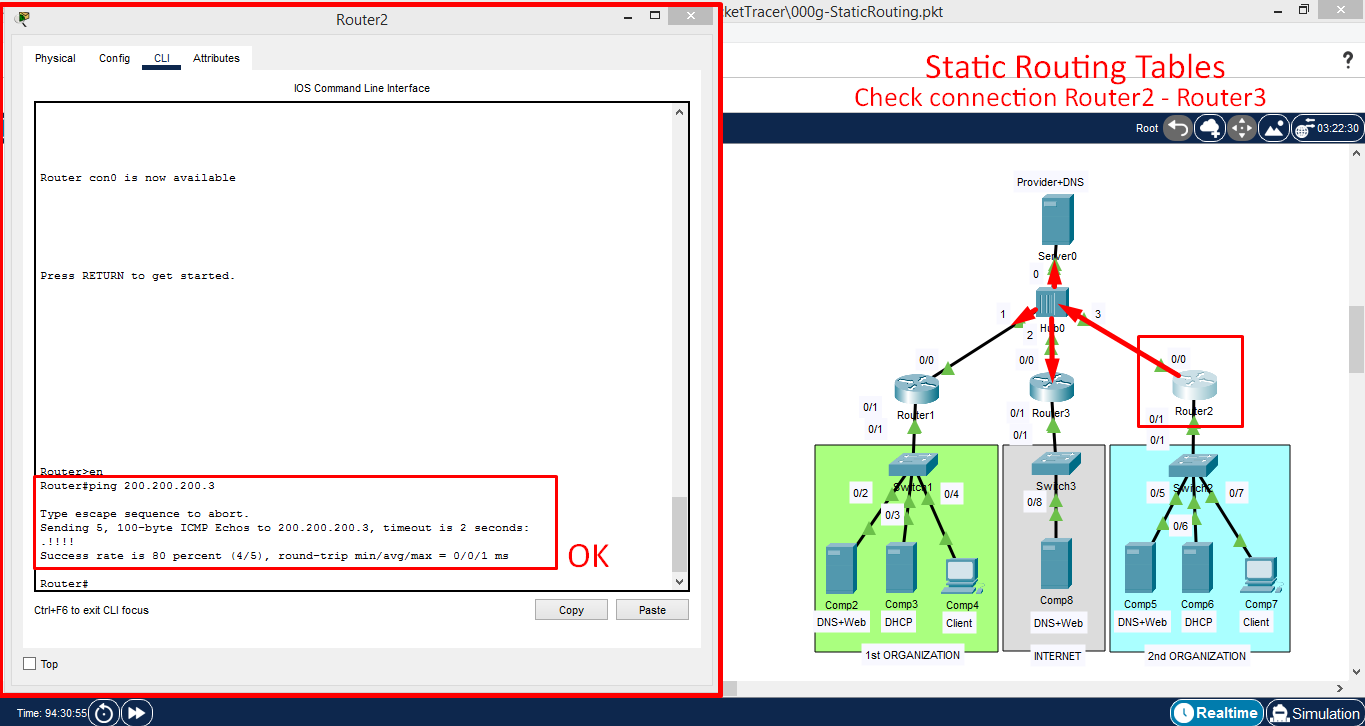 Router2
ketTracer\000g-StaticRouting.pkt
Physical Config CLI Attributes
IOS Command Line Interface
Router con0 is now available
Press RETURN to get started.
Router>en
Router#ping 200.200.200.3
Type escape sequence to abort.
Sending 5, 100-byte ICMP Echos to 200.200.200.3, timeout is 2 seconds:
.!!!!
Success rate is 80 percent (4/5), round-trip min/avg/max = 0/0/1 ms
Router#
OK
Ctrl+F6 to exit CLI focus
Copy Paste
Top
Static Routing Tables
Check connection Router2 - Router3
?
Root 03:22:30
Provider+DNS
Server0
0
1 3
Hub0
2
0/0 0/0 0/0
Router1 Router3 Router2
0/1 0/1 0/1
0/1 0/1 0/1
Switch1 Switch3 Switch2
0/2 0/4 0/8 0/5 0/7
0/3 0/6
Comp2 Comp3 Comp4 Comp8 Comp5 Comp6 Comp7
DNS+Web DHCP Client DNS+Web DNS+Web DHCP Client
1st ORGANIZATION INTERNET 2nd ORGANIZATION
Time: 94:30:55 Realtime Simulation